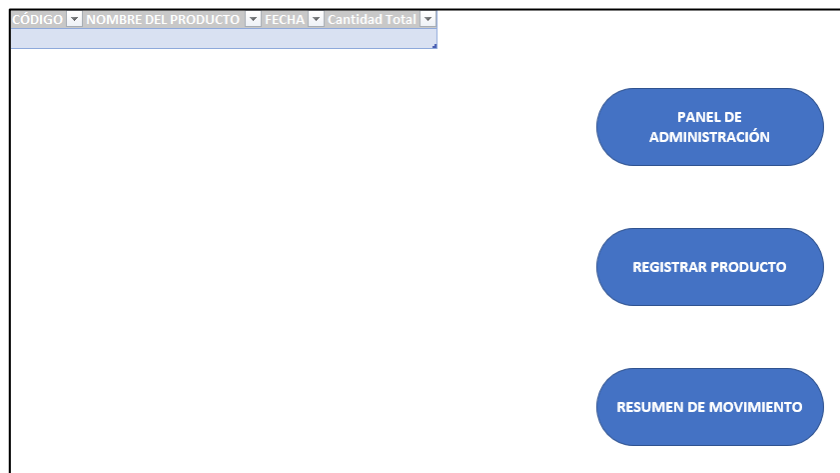 CÓDIGO NOMBRE DEL PRODUCTO FECHA Cantidad Total
PANEL DE
ADMINISTRACIÓN
REGISTRAR PRODUCTO
RESUMEN DE MOVIMIENTO